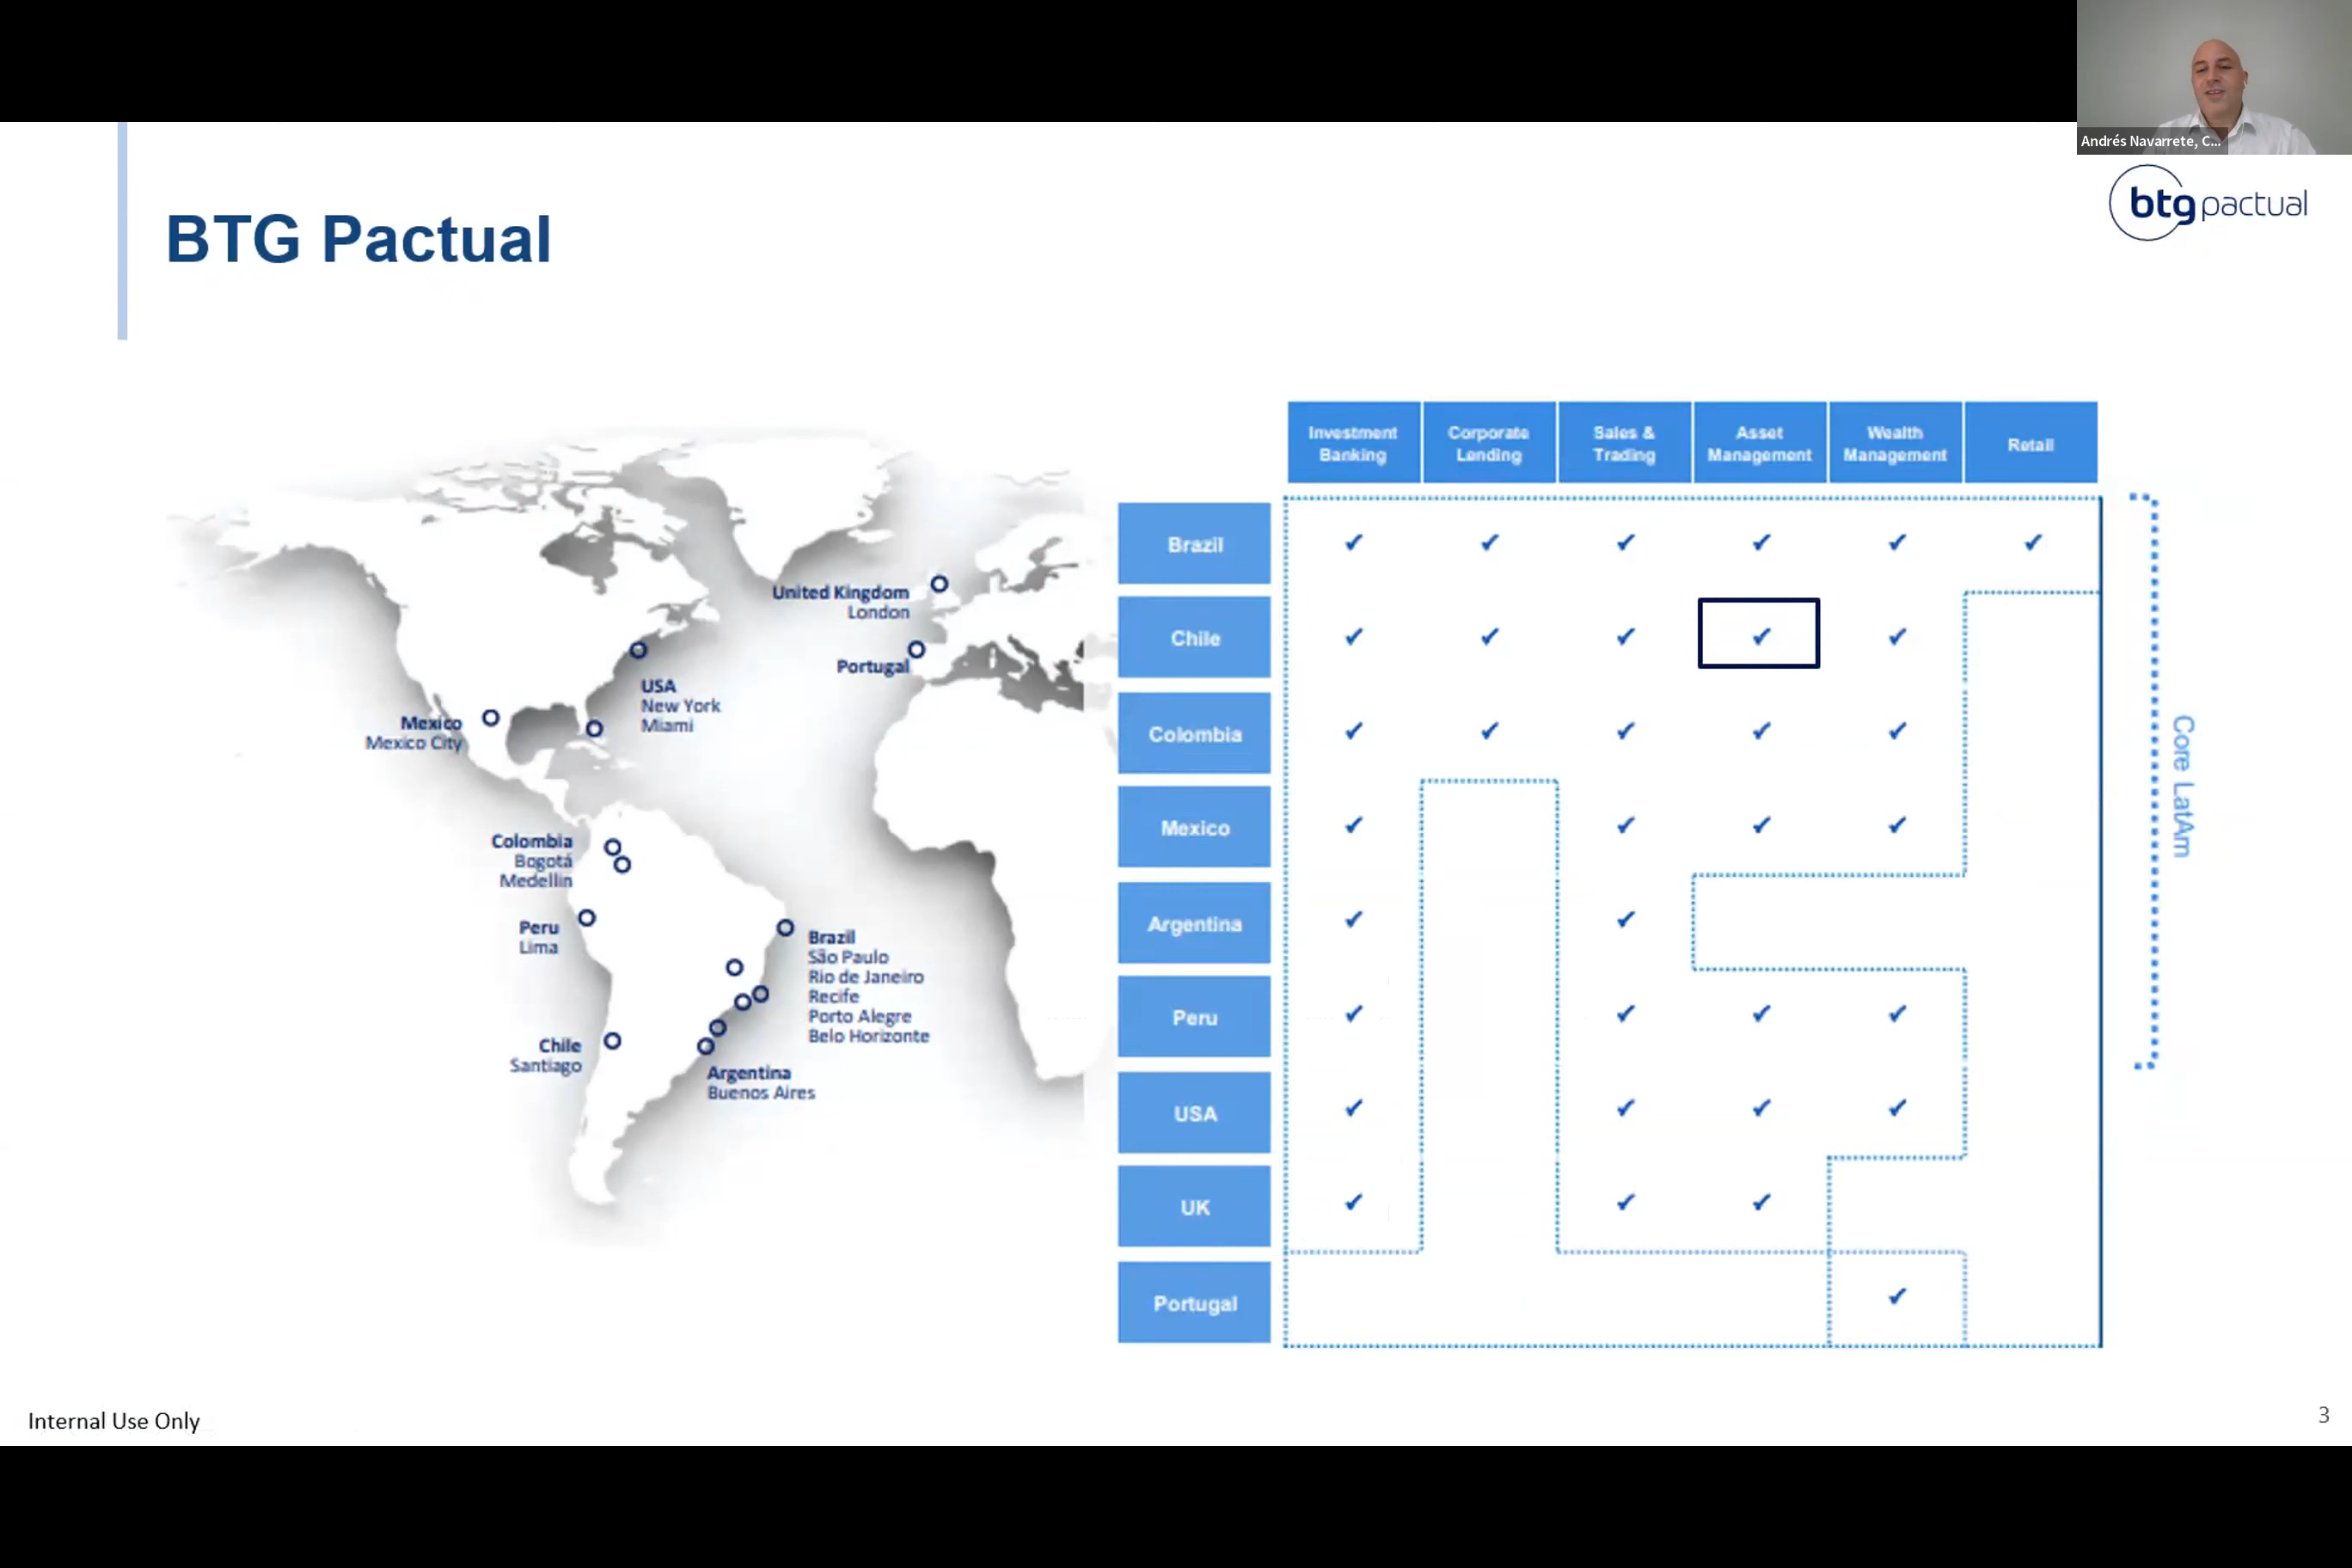 Andrés Navarrete, C...
btg pactual
BTG Pactual
United Kingdom
London
Portugal
USA
New York
Miami
Mexico
Mexico City
Colombia
Bogotá
Medellin
Peru
Lima
Brazil
São Paulo
Rio de Janeiro
Recife
Porto Alegre
Belo Horizonte
Chile
Santiago
Argentina
Buenos Aires
Investment
Banking
Corporate
Lending
Sales &
Trading
Asset
Management
Wealth
Management
Retail
Brazil
Chile
Colombia
Mexico
Argentina
Peru
USA
UK
Portugal
Core LatAm
Internal Use Only
3